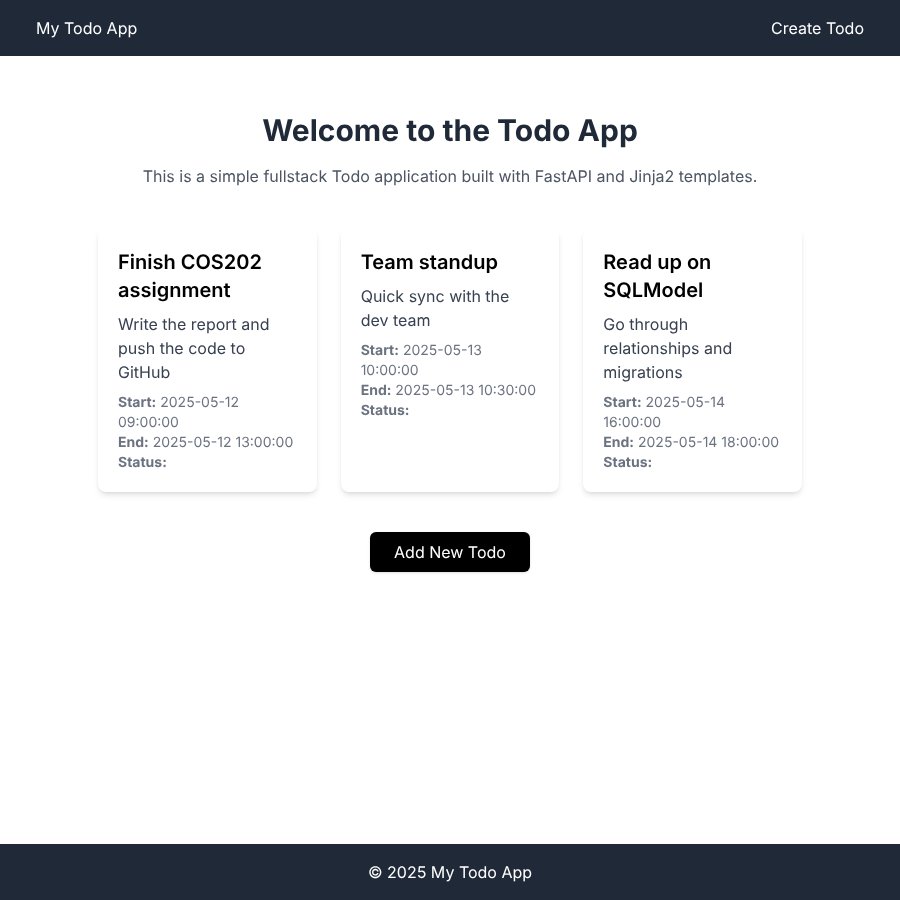 My Todo App
Create Todo
Welcome to the Todo App
This is a simple fullstack Todo application built with FastAPI and Jinja2 templates.
Finish COS202
assignment
Write the report and
push the code to
GitHub
Start: 2025-05-12
09:00:00
End: 2025-05-12 13:00:00
Status:
Team standup
Quick sync with the
dev team
Start: 2025-05-13
10:00:00
End: 2025-05-13 10:30:00
Status:
Read up on
SQLModel
Go through
relationships and
migrations
Start: 2025-05-14
16:00:00
End: 2025-05-14 18:00:00
Status:
Add New Todo
© 2025 My Todo App